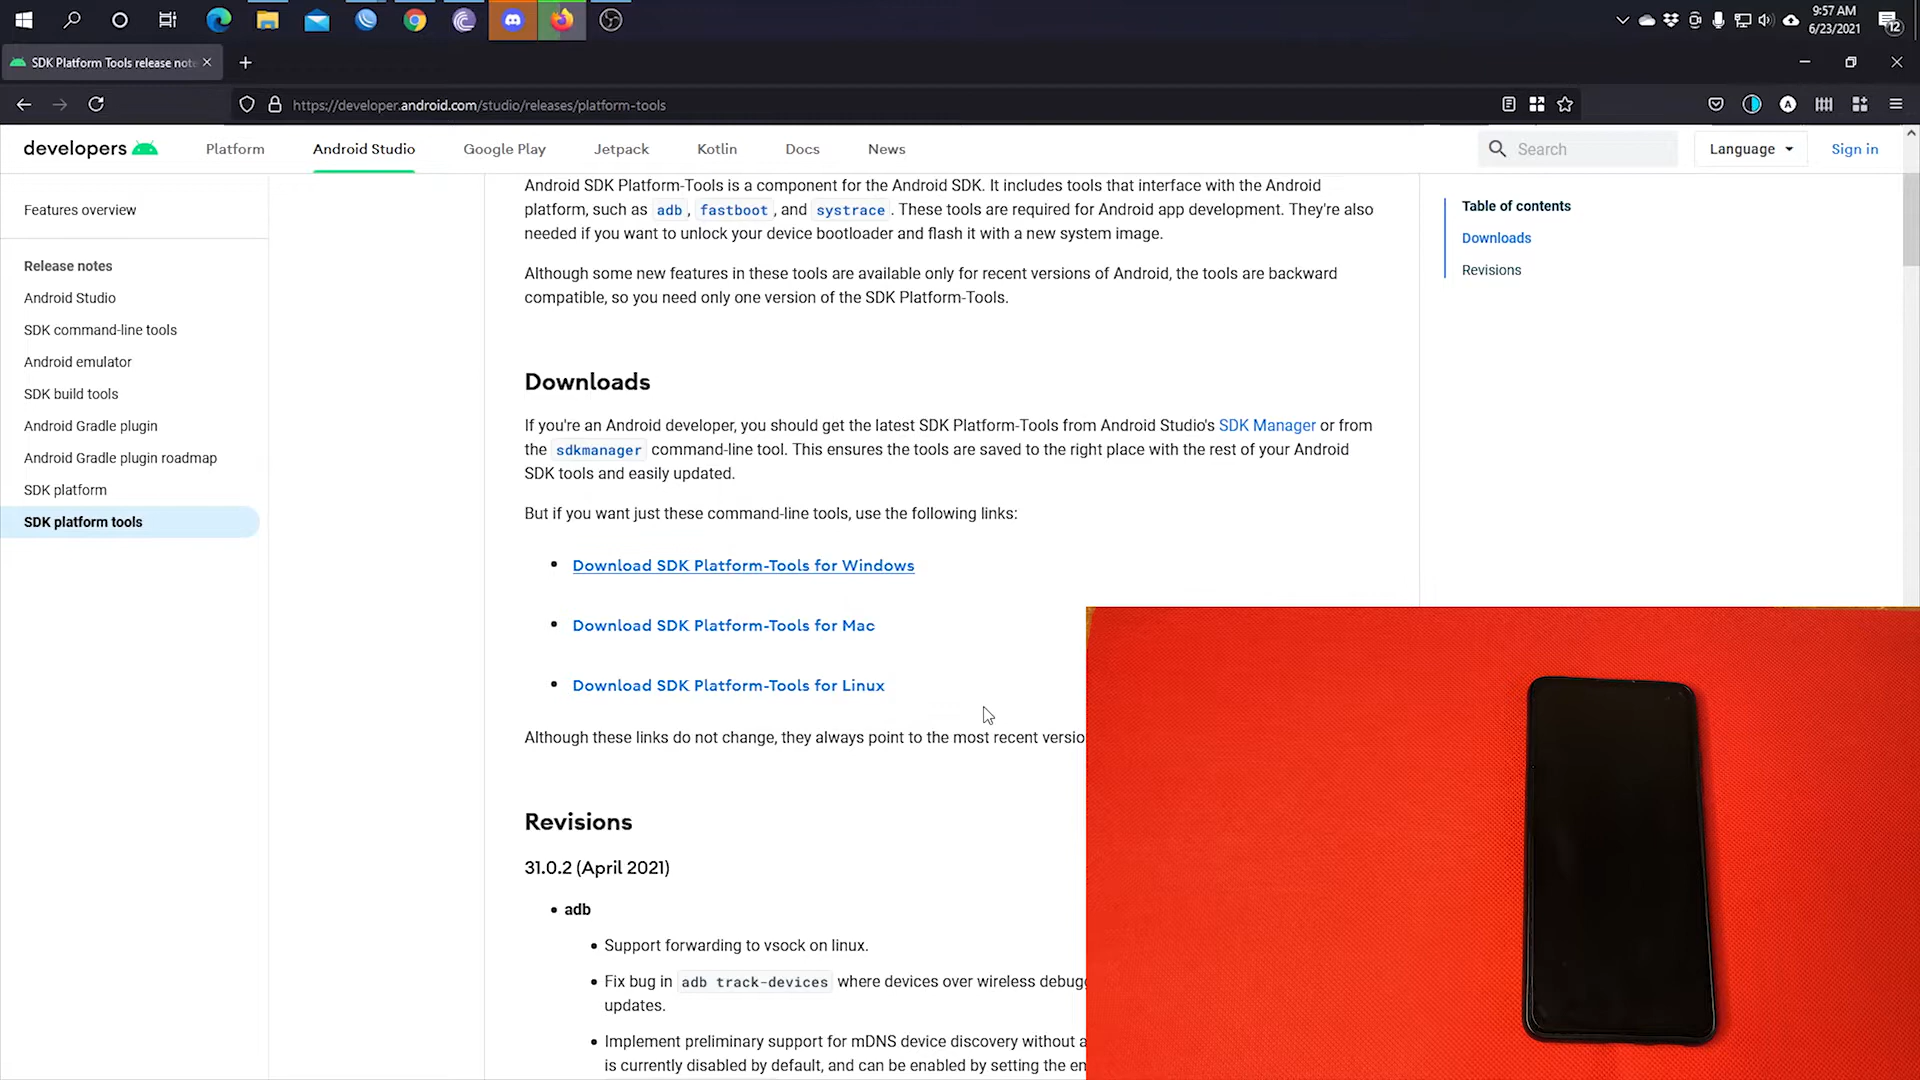 9:57 AM
6/23/2021
12
SDK Platform Tools release note
https://developer.android.com/studio/releases/platform-tools
developers
Platform
Android Studio
Google Play
Jetpack
Kotlin
Docs
News
Search
Language
Sign in
Features overview
Release notes
Android Studio
SDK command-line tools
Android emulator
SDK build tools
Android Gradle plugin
Android Gradle plugin roadmap
SDK platform
SDK platform tools
Android SDK Platform-Tools is a component for the Android SDK. It includes tools that interface with the Android
platform, such as adb, fastboot, and systrace. These tools are required for Android app development. They're also
needed if you want to unlock your device bootloader and flash it with a new system image.
Although some new features in these tools are available only for recent versions of Android, the tools are backward
compatible, so you need only one version of the SDK Platform-Tools.
Downloads
If you're an Android developer, you should get the latest SDK Platform-Tools from Android Studio's SDK Manager or from
the sdkmanager command-line tool. This ensures the tools are saved to the right place with the rest of your Android
SDK tools and easily updated.
But if you want just these command-line tools, use the following links:
• Download SDK Platform-Tools for Windows
• Download SDK Platform-Tools for Mac
• Download SDK Platform-Tools for Linux
Although these links do not change, they always point to the most recent versio
Revisions
31.0.2 (April 2021)
• adb
• Support forwarding to vsock on linux.
• Fix bug in adb track-devices where devices over wireless debugg
updates.
• Implement preliminary support for mDNS device discovery without a
is currently disabled by default, and can be enabled by setting the en
Table of contents
Downloads
Revisions